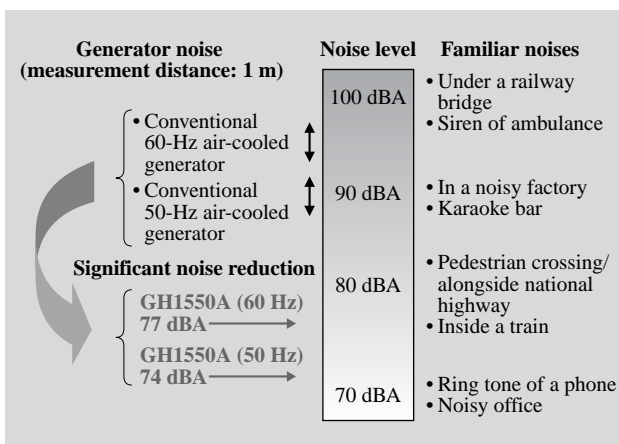 Generator noise
(measurement distance: 1 m)
• Conventional
60-Hz air-cooled
generator
• Conventional
50-Hz air-cooled
generator
Significant noise reduction
GH1550A (60 Hz)
77 dBA
GH1550A (50 Hz)
74 dBA
Noise level
100 dBA
90 dBA
80 dBA
70 dBA
Familiar noises
• Under a railway
bridge
• Siren of ambulance
• In a noisy factory
• Karaoke bar
• Pedestrian crossing/
alongside national
highway
• Inside a train
• Ring tone of a phone
• Noisy office